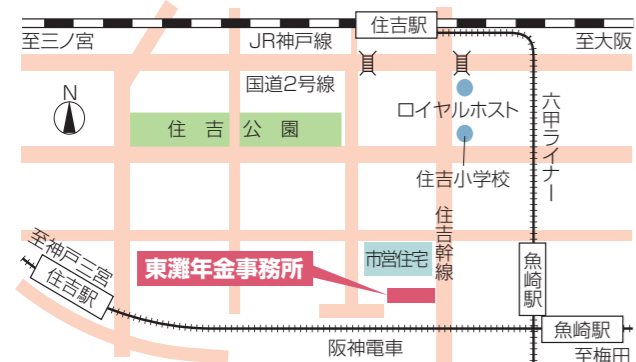 住吉駅
至三ノ宮
JR神戸線
至大阪
国道2号線
N
ロイヤルホスト
六甲ライナー
住吉公園
住吉小学校
住吉幹線
至神戸三宮
住吉駅
東灘年金事務所
市営住宅
魚崎駅
魚崎駅
阪神電車
至梅田